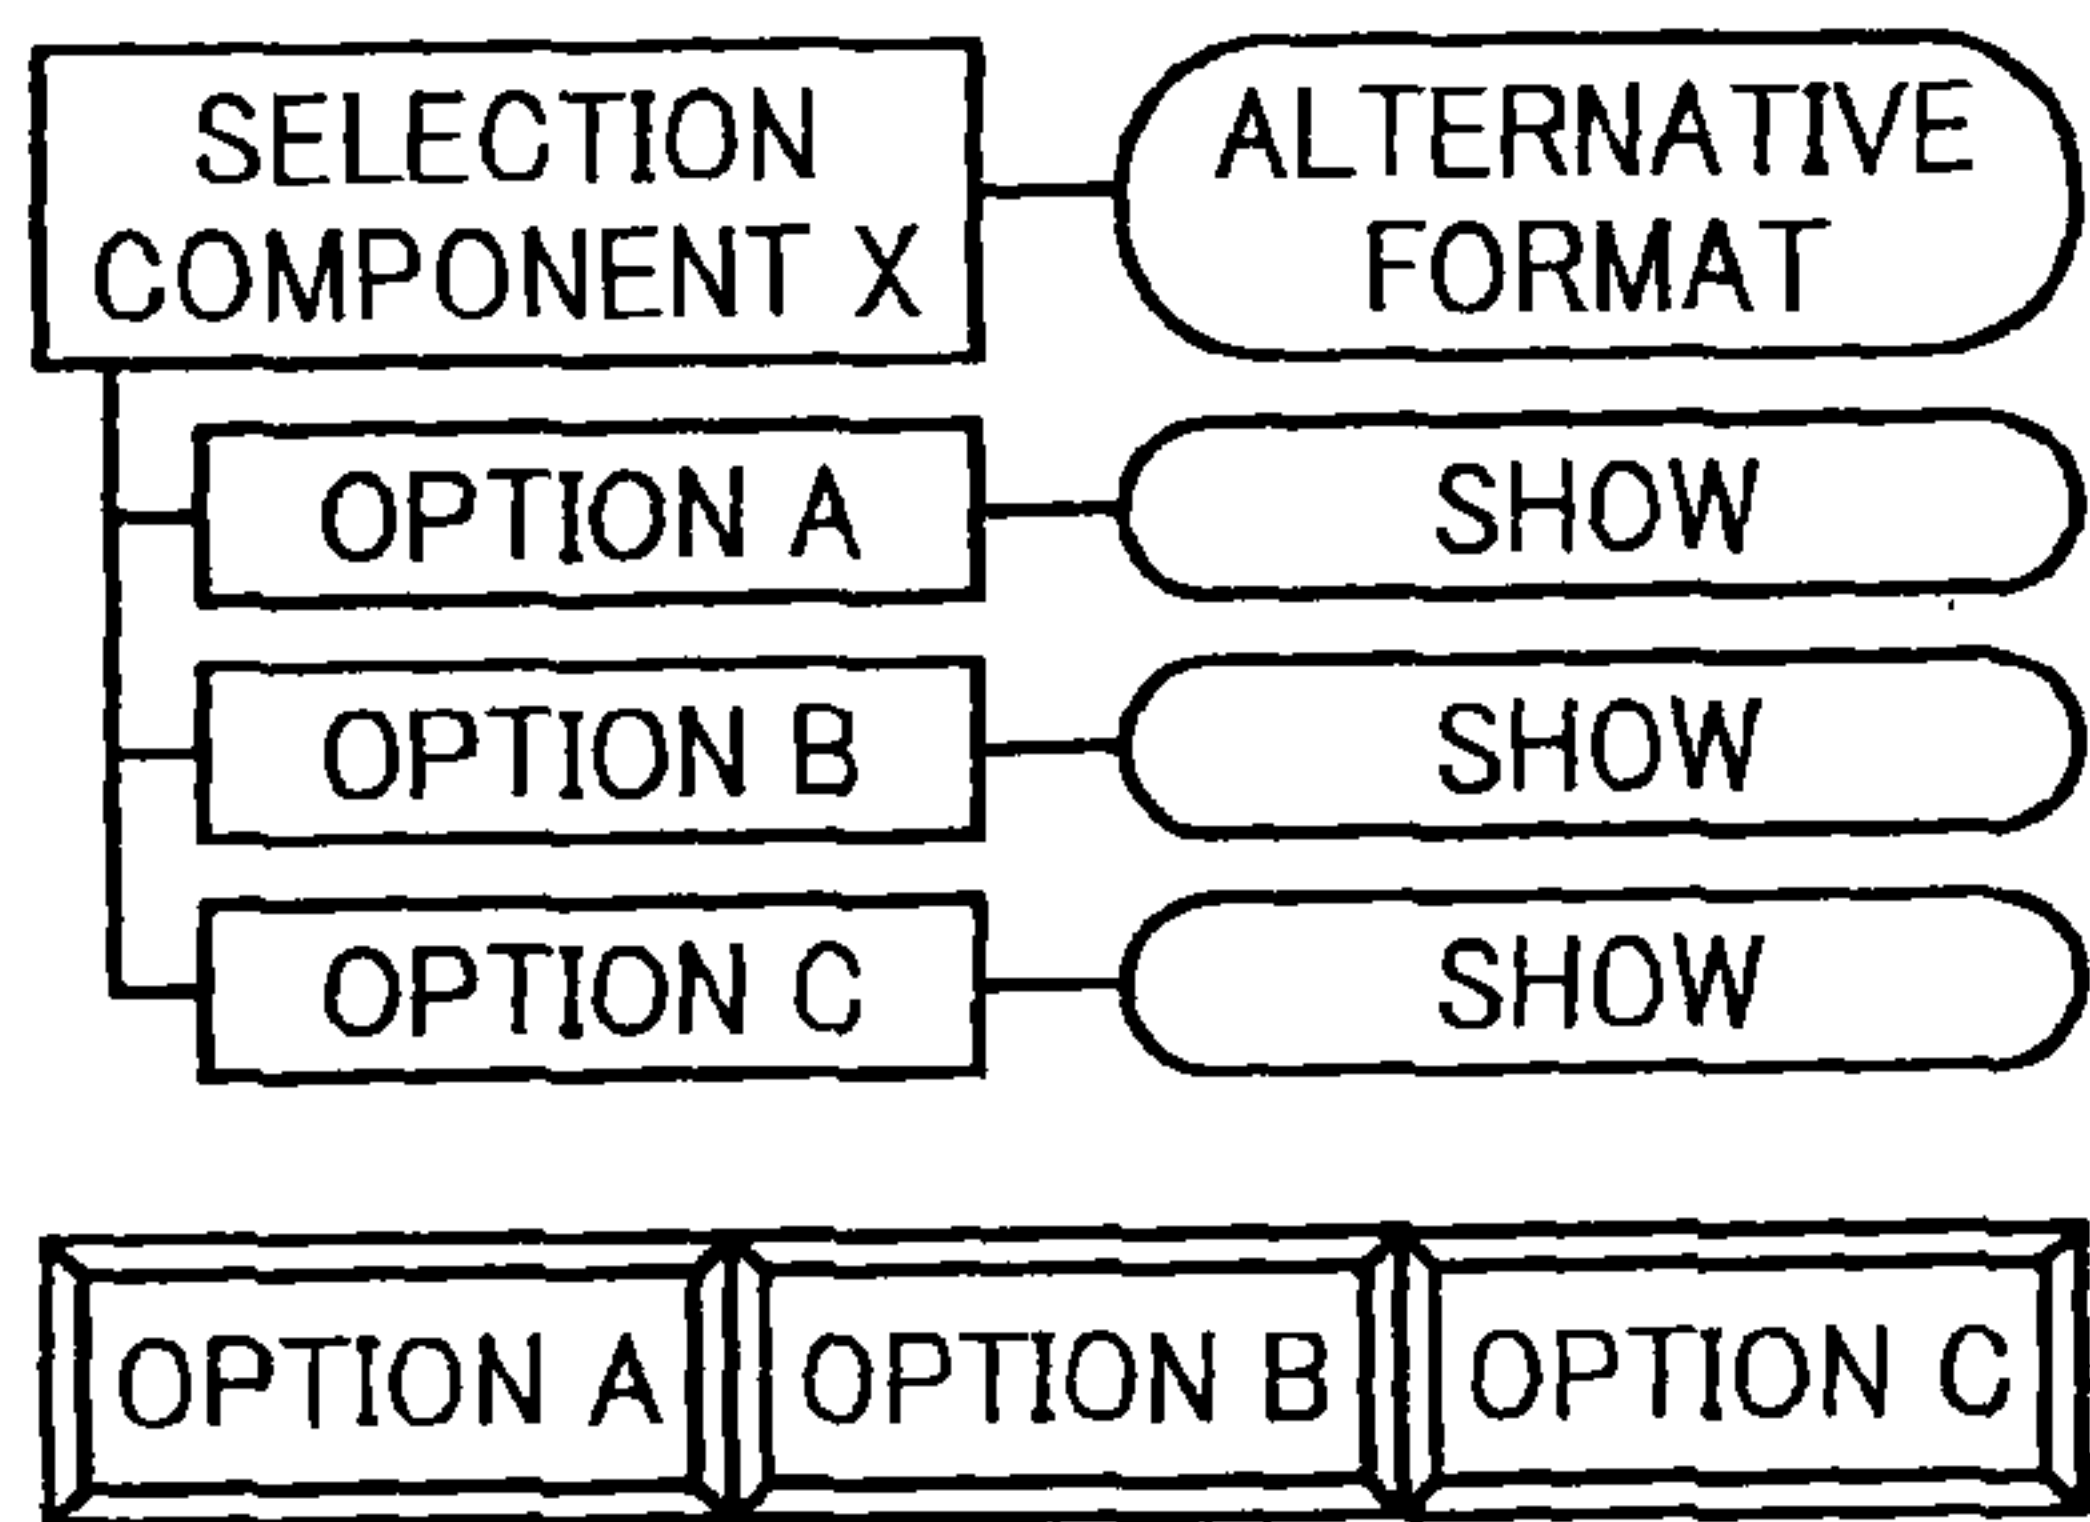 SELECTION
COMPONENT X
ALTERNATIVE
FORMAT
OPTION A
SHOW
OPTION B
SHOW
OPTION C
SHOW
OPTION A
OPTION B
OPTION C